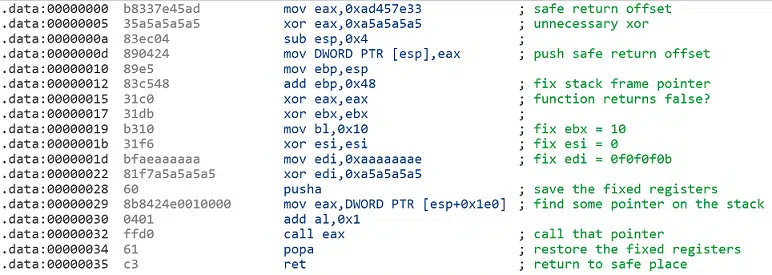 .data:00000000 b8337e45ad mov eax,0xad457e33 ; safe return offset
.data:00000005 35a5a5a5a5 xor eax,0xa5a5a5a5 ; unnecessary xor
.data:0000000a 83ec04 sub esp,0x4 ;
.data:0000000d 890424 mov DWORD PTR [esp],eax ; push safe return offset
.data:00000010 89e5 mov ebp,esp
.data:00000012 83c548 add ebp,0x48 ; fix stack frame pointer
.data:00000015 31c0 xor eax,eax ; function returns false?
.data:00000017 31db xor ebx,ebx ;
.data:00000019 b310 mov bl,0x10 ; fix ebx = 10
.data:0000001b 31f6 xor esi,esi ; fix esi = 0
.data:0000001d bfaeaaaaaa mov edi,0xaaaaaaae ; fix edi = 0f0f0f0b
.data:00000022 81f7a5a5a5a5 xor edi,0xa5a5a5a5
.data:00000028 60 pusha ; save the fixed registers
.data:00000029 8b8424e0010000 mov eax,DWORD PTR [esp+0x1e0] ; find some pointer on the stack
.data:00000030 0401 add al,0x1
.data:00000032 ffd0 call eax ; call that pointer
.data:00000034 61 popa ; restore the fixed registers
.data:00000035 c3 ret ; return to safe place